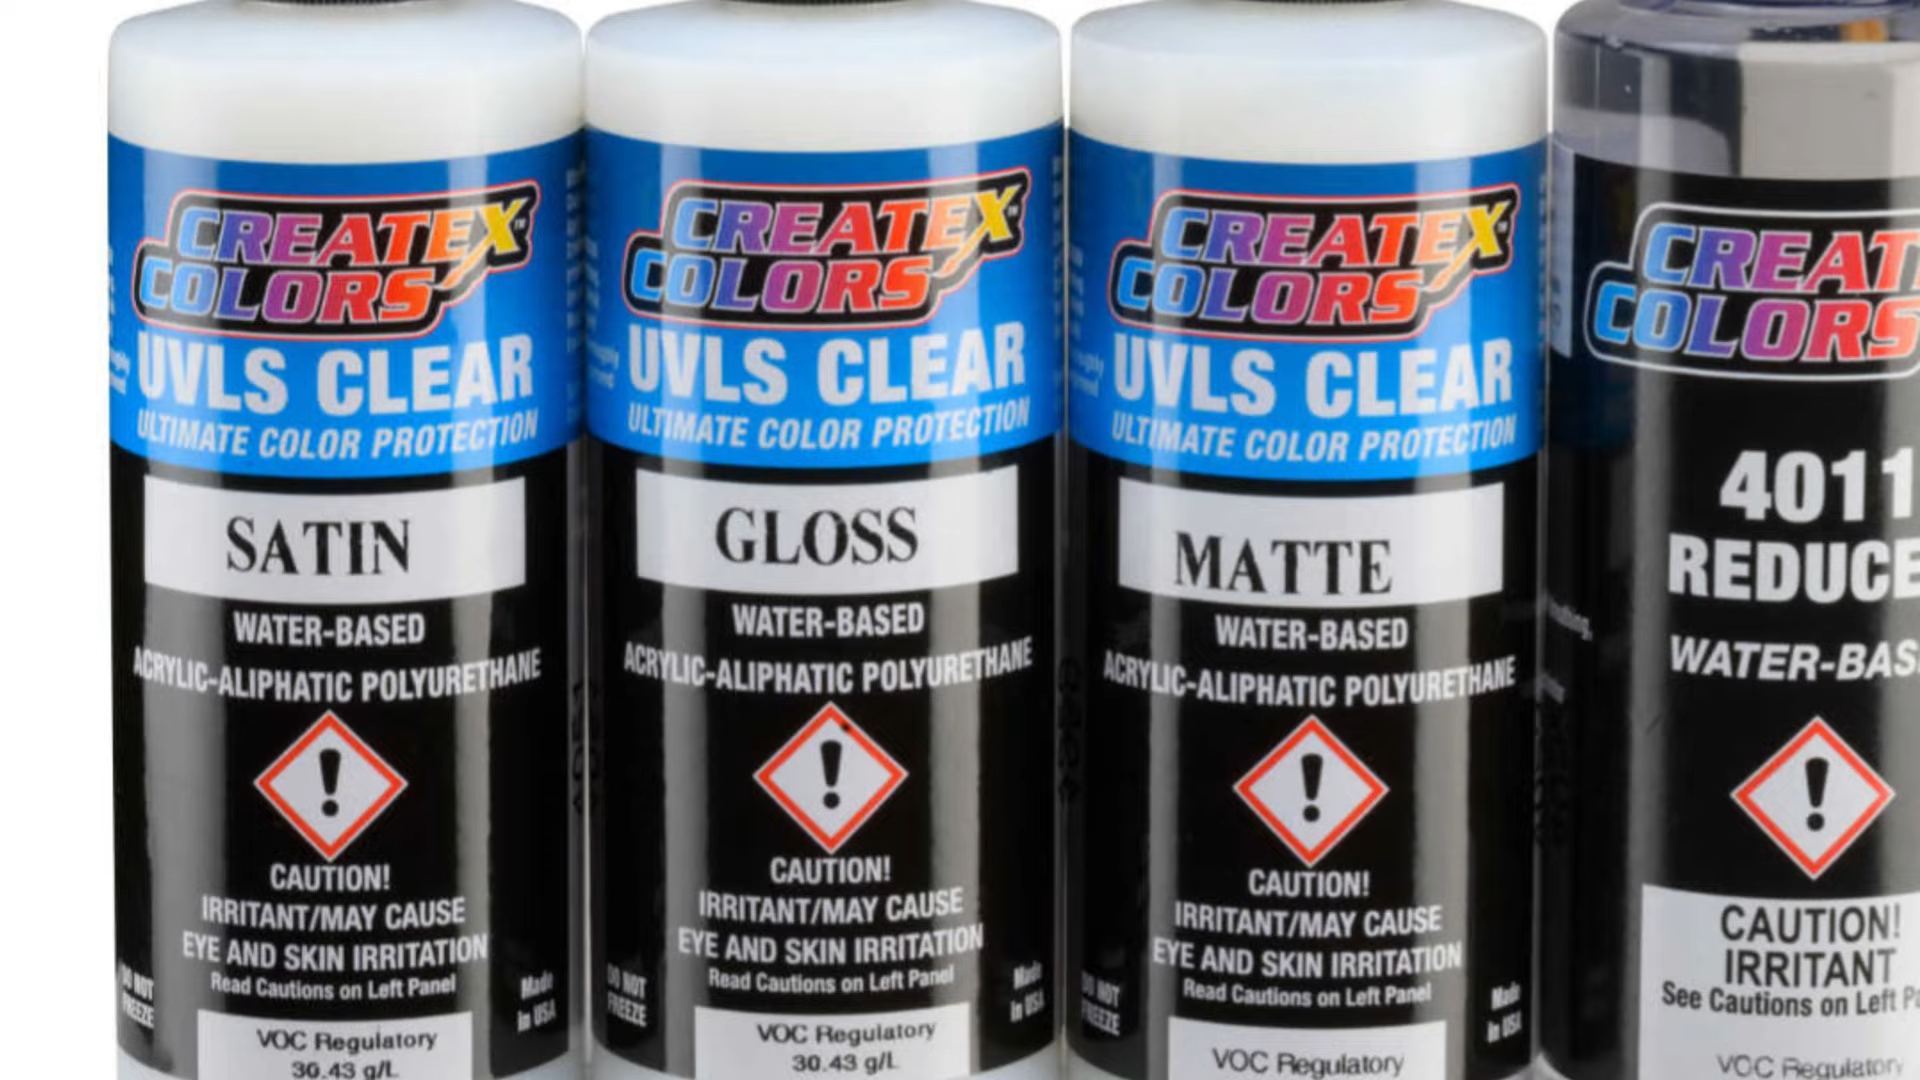 CREATEX
COLORS
UVLS CLEAR
ULTIMATE COLOR PROTECTION
SATIN
WATER-BASED
ACRYLIC-ALIPHATIC POLYURETHANE
CAUTION!
IRRITANT/MAY CAUSE
EYE AND SKIN IRRITATION
Read Cautions on Left Panel
DO NOT
FREEZE
Made
In USA
VOC Regulatory
30.43 g/L
CREATEX
COLORS
UVLS CLEAR
ULTIMATE COLOR PROTECTION
GLOSS
WATER-BASED
ACRYLIC-ALIPHATIC POLYURETHANE
CAUTION!
IRRITANT/MAY CAUSE
EYE AND SKIN IRRITATION
Read Cautions on Left Panel
DO NOT
FREEZE
Made
In USA
VOC Regulatory
30.43 g/L
CREATEX
COLORS
UVLS CLEAR
ULTIMATE COLOR PROTECTION
MATTE
WATER-BASED
ACRYLIC-ALIPHATIC POLYURETHANE
CAUTION!
IRRITANT/MAY CAUSE
EYE AND SKIN IRRITATION
Read Cautions on Left Panel
DO NOT
FREEZE
Made
In USA
VOC Regulatory
CREAT
COLORS
4011
REDUCE
WATER-BAS
CAUTION!
IRRITANT
See Cautions on Left P
VOC Regulatory